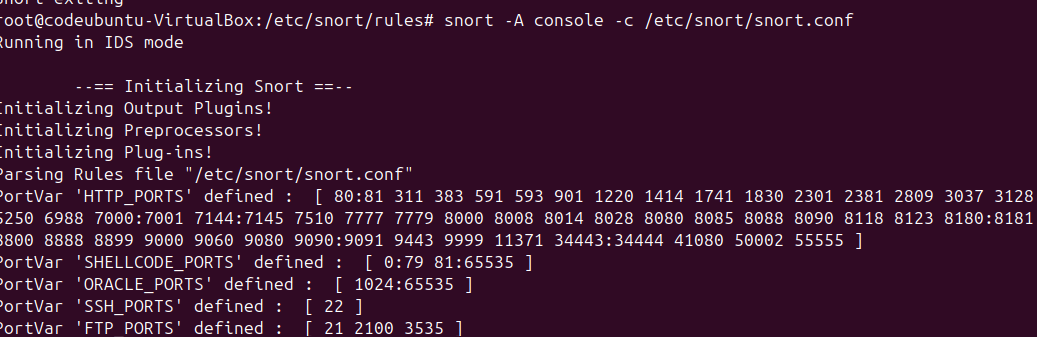 Snort exiting
root@codeubuntu-VirtualBox:/etc/snort/rules# snort -A console -c /etc/snort/snort.conf
Running in IDS mode
--== Initializing Snort ==--
Initializing Output Plugins!
Initializing Preprocessors!
Initializing Plug-ins!
Parsing Rules file "/etc/snort/snort.conf"
PortVar 'HTTP_PORTS' defined :  [ 80:81 311 383 591 593 901 1220 1414 1741 1830 2301 2381 2809 3037 3128
5250 6988 7000:7001 7144:7145 7510 7777 7779 8000 8008 8014 8028 8080 8085 8088 8090 8118 8123 8180:8181
8800 8888 8899 9000 9060 9080 9090:9091 9443 9999 11371 34443:34444 41080 50002 55555 ]
PortVar 'SHELLCODE_PORTS' defined :  [ 0:79 81:65535 ]
PortVar 'ORACLE_PORTS' defined :  [ 1024:65535 ]
PortVar 'SSH_PORTS' defined :  [ 22 ]
PortVar 'FTP_PORTS' defined :  [ 21 2100 3535 ]